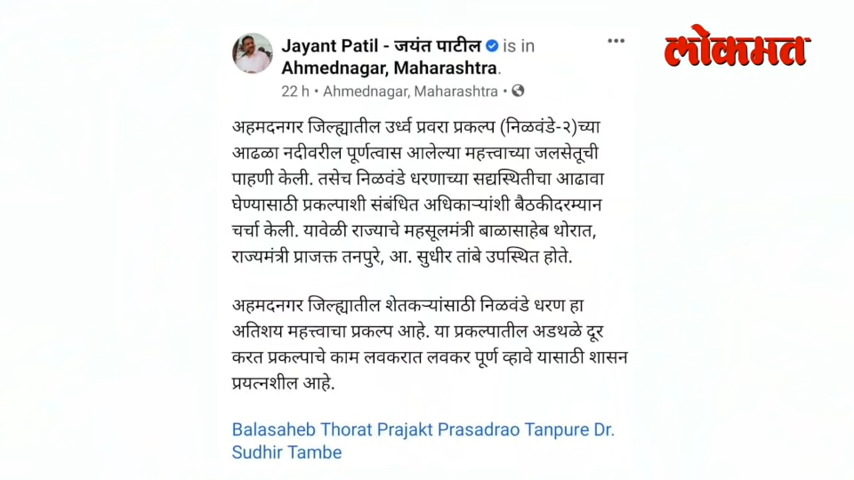 Jayant Patil - जयंत पाटील is in
Ahmednagar, Maharashtra.
22 h • Ahmednagar, Maharashtra •
लोकमत
अहमदनगर जिल्ह्यातील उर्ध्व प्रवरा प्रकल्प (निळवंडे-२)च्या
आढळा नदीवरील पूर्णत्वास आलेल्या महत्त्वाच्या जलसेतूची
पाहणी केली. तसेच निळवंडे धरणाच्या सद्यस्थितीचा आढावा
घेण्यासाठी प्रकल्पाशी संबंधित अधिकाऱ्यांशी बैठकीदरम्यान
चर्चा केली. यावेळी राज्याचे महसूलमंत्री बाळासाहेब थोरात,
राज्यमंत्री प्राजक्त तनपुरे, आ. सुधीर तांबे उपस्थित होते.
अहमदनगर जिल्ह्यातील शेतकऱ्यांसाठी निळवंडे धरण हा
अतिशय महत्त्वाचा प्रकल्प आहे. या प्रकल्पातील अडथळे दूर
करत प्रकल्पाचे काम लवकरात लवकर पूर्ण व्हावे यासाठी शासन
प्रयत्नशील आहे.
Balasaheb Thorat Prajakt Prasadrao Tanpure Dr.
Sudhir Tambe